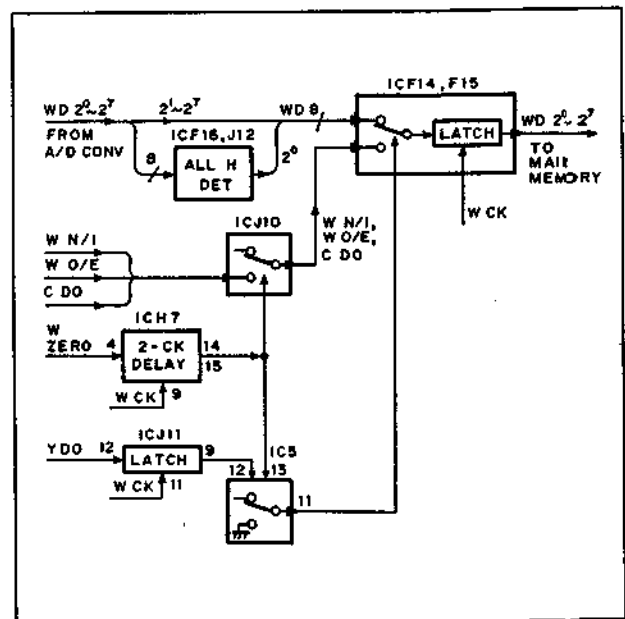 ICF14, F15
WD 2⁰~2⁷
2¹~2⁷
WD 8
FROM
A/D CONV
ICF16, J12
8
ALL H
DET
2⁰
LATCH
WD 2⁰~2⁷
TO
MAIN
MEMORY
W CK
ICJ10
W N/I,
W O/E,
C DO
W N/I
W O/E
C DO
ICH7
W
ZERO
4
2-CK
DELAY
14
15
W CK
9
ICJ11
YDO
12
LATCH
9
IC5
12
13
W CK
11
11